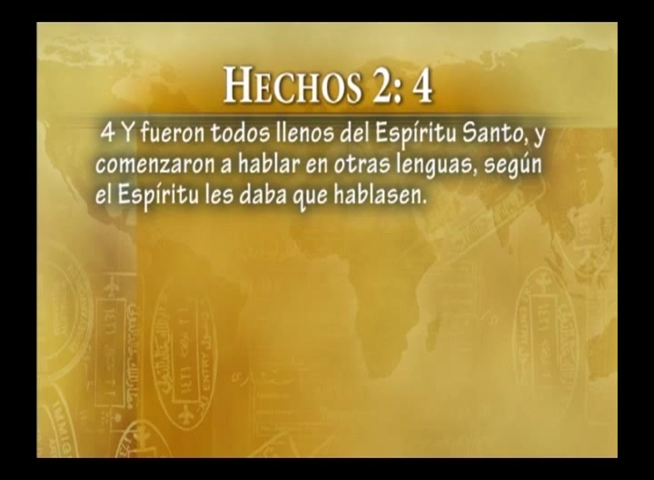 HECHOS 2: 4
4 Y fueron todos llenos del Espíritu Santo, y
comenzaron a hablar en otras lenguas, según
el Espíritu les daba que hablasen.